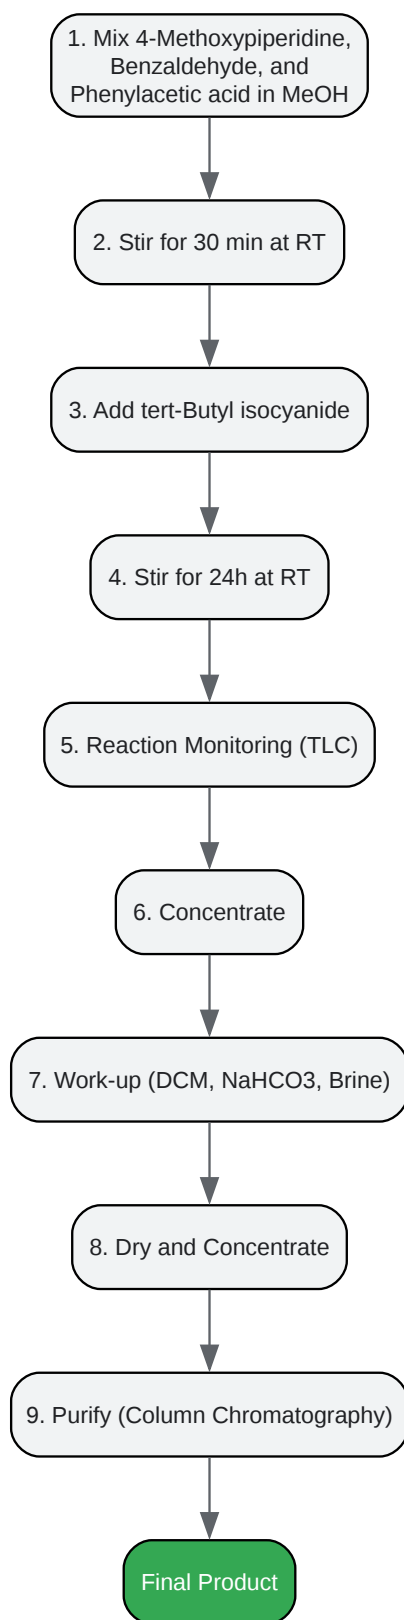 1. Mix 4-Methoxypiperidine,
Benzaldehyde, and
Phenylacetic acid in MeOH
2. Stir for 30 min at RT
3. Add tert-Butyl isocyanide
4. Stir for 24h at RT
5. Reaction Monitoring (TLC)
6. Concentrate
7. Work-up (DCM, NaHCO3, Brine)
8. Dry and Concentrate
9. Purify (Column Chromatography)
Final Product